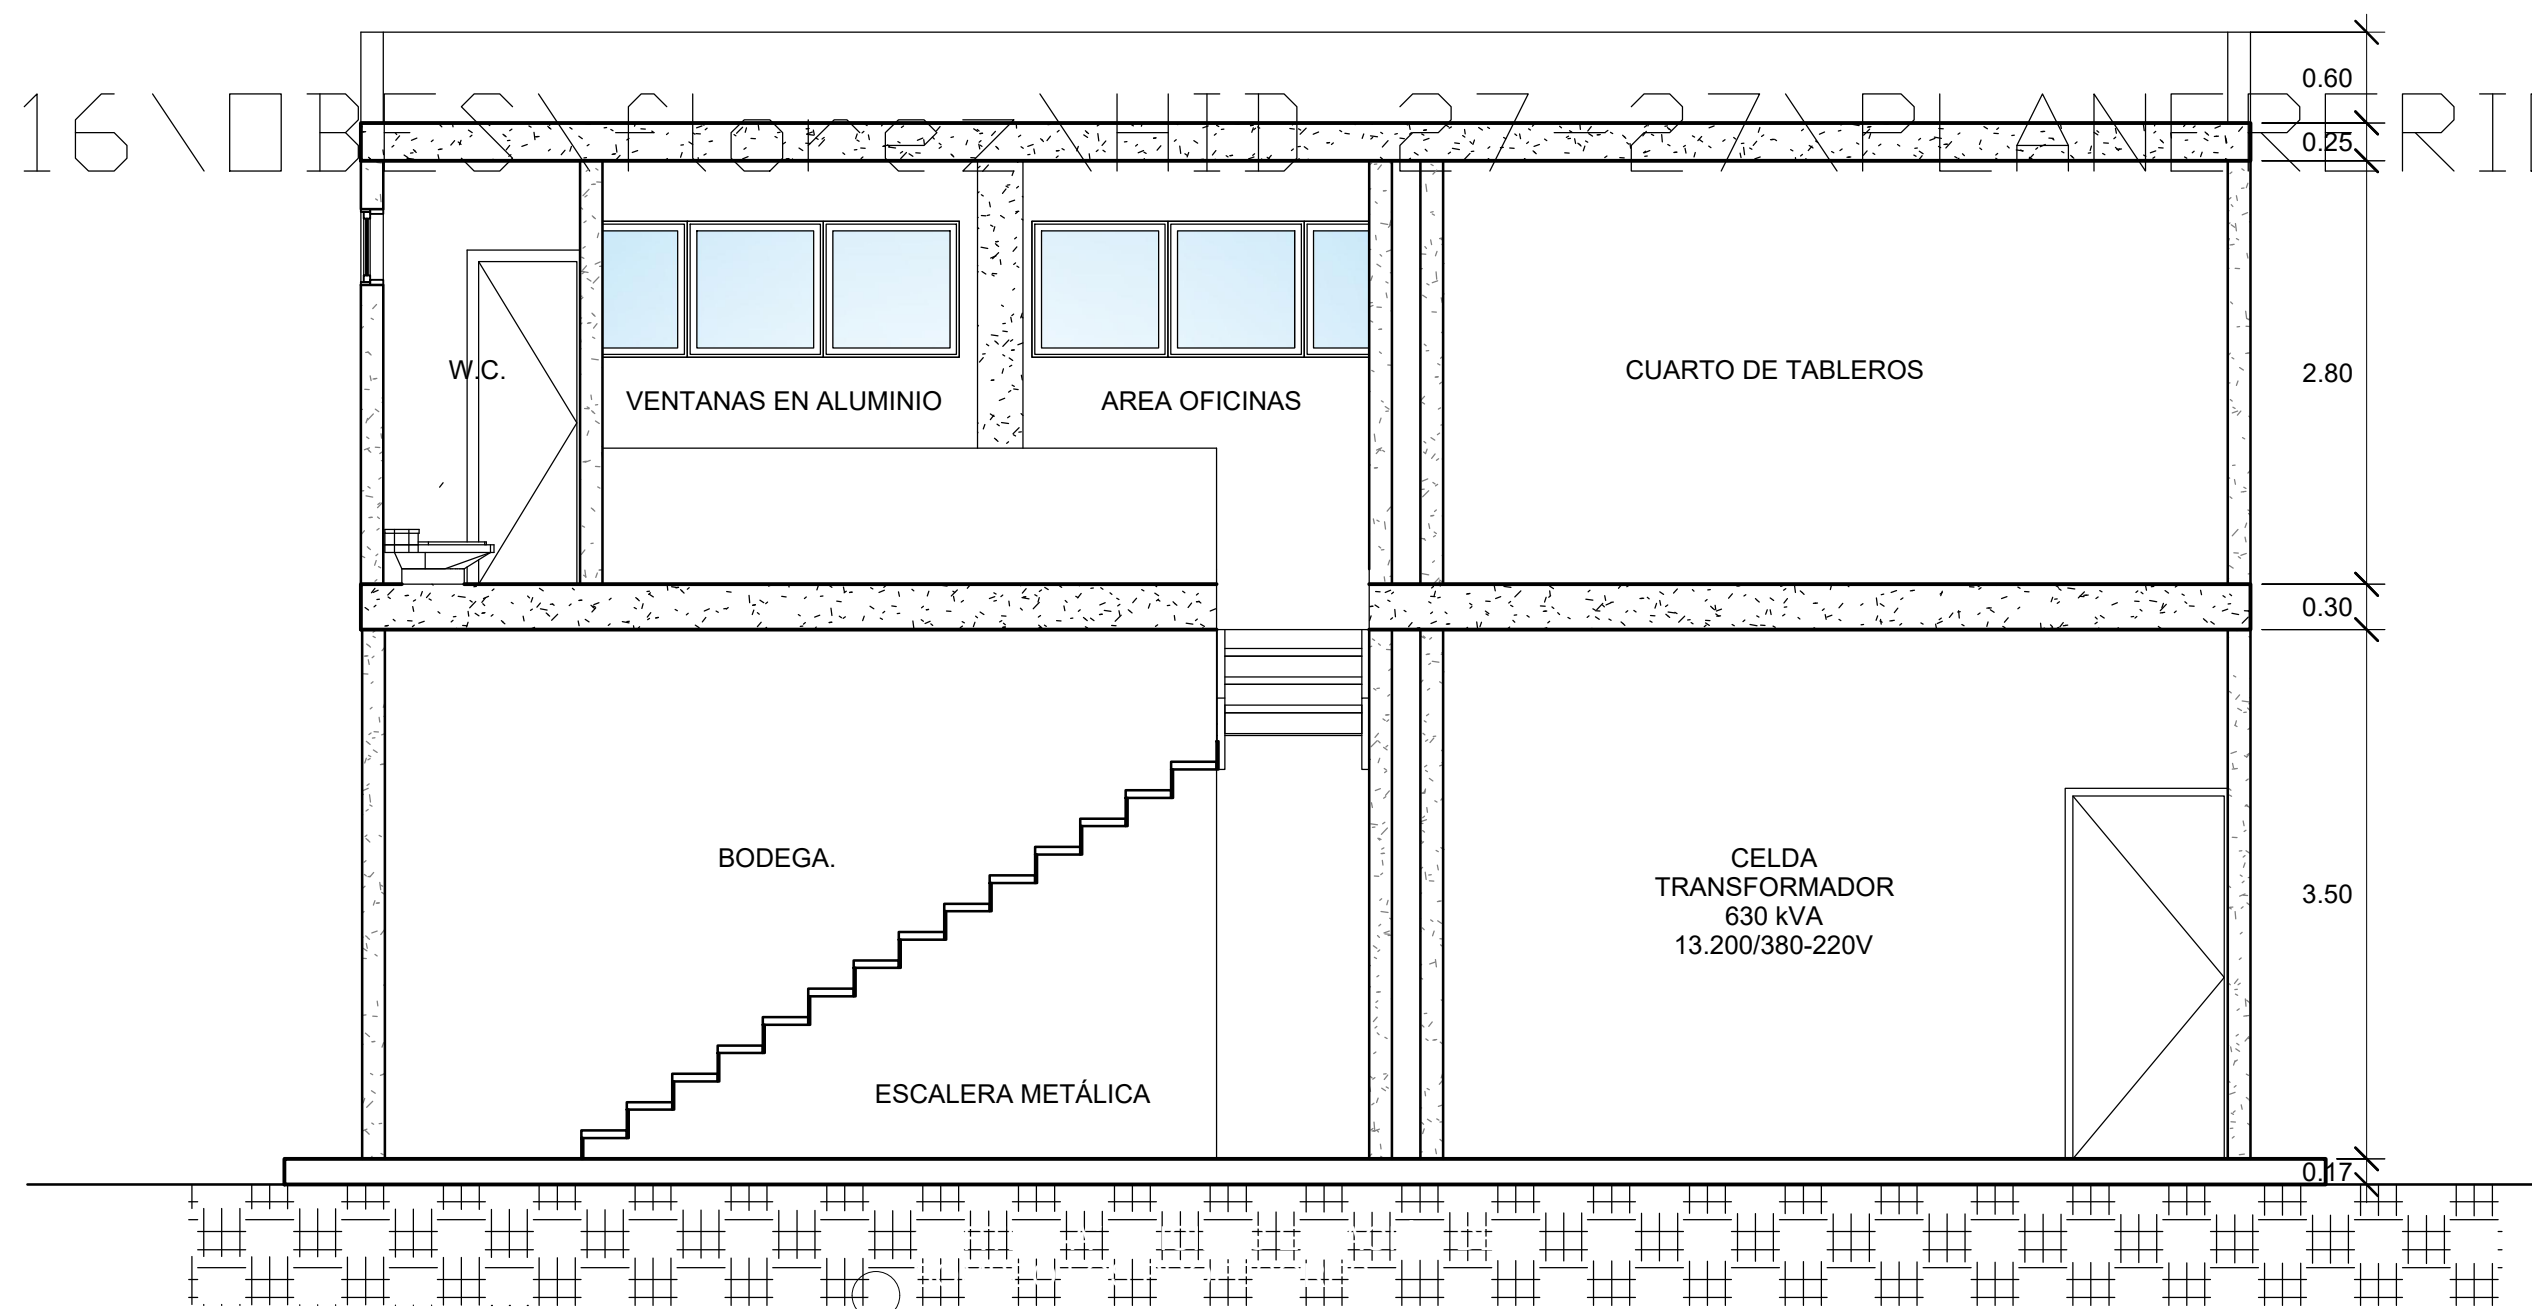 0.60
0.25
W.C.
VENTANAS EN ALUMINIO
AREA OFICINAS
CUARTO DE TABLEROS
2.80
0.30
BODEGA.
CELDA
TRANSFORMADOR
630 kVA
13.200/380-220V
3.50
ESCALERA METÁLICA
0.17